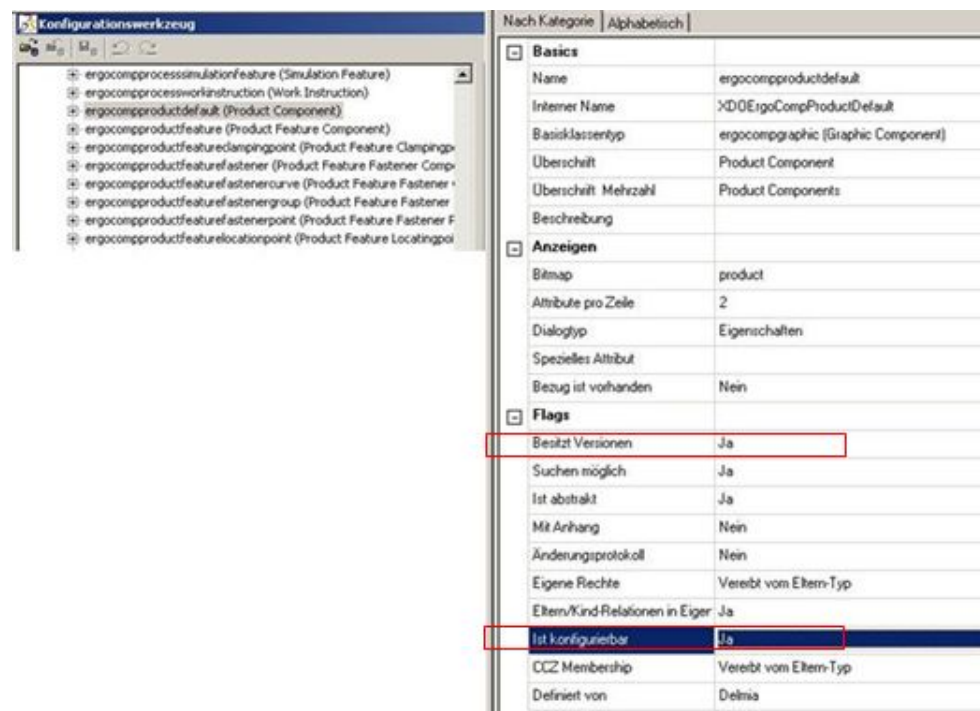 Konfigurationswerkzeug
ergocompprocesssimulationfeature (Simulation Feature)
ergocompprocessworkinstruction (Work Instruction)
ergocompproductdefault (Product Component)
ergocompproductfeature (Product Feature Component)
ergocompproductfeatureclampingpoint (Product Feature Clampingp
ergocompproductfeaturefastener (Product Feature Fastener Comp
ergocompproductfeaturefastenercurve (Product Feature Fastener
ergocompproductfeaturefastenergroup (Product Feature Fastener
ergocompproductfeaturefastenerpoint (Product Feature Fastener P
ergocompproductfeaturelocationpoint (Product Feature Locatingpoi
Nach Kategorie Alphabetisch
Basics
Name ergocompproductdefault
Interner Name XDOErgoCompProductDefault
Basisklassentyp ergocompgraphic (Graphic Component)
Überschrift Product Component
Überschrift Mehrzahl Product Components
Beschreibung
Anzeigen
Bitmap product
Attribute pro Zeile 2
Dialogtyp Eigenschaften
Spezielles Attribut
Bezug ist vorhanden Nein
Flags
Besitzt Versionen Ja
Suchen möglich Ja
Ist abstrakt Ja
Mit Anhang Nein
Änderungsprotokoll Nein
Eigene Rechte Vererbt vom Eltern-Typ
Eltern/Kind-Relationen in Eiger Ja
Ist konfigurierbar Ja
CCZ Membership Vererbt vom Eltern-Typ
Definiert von Delmia